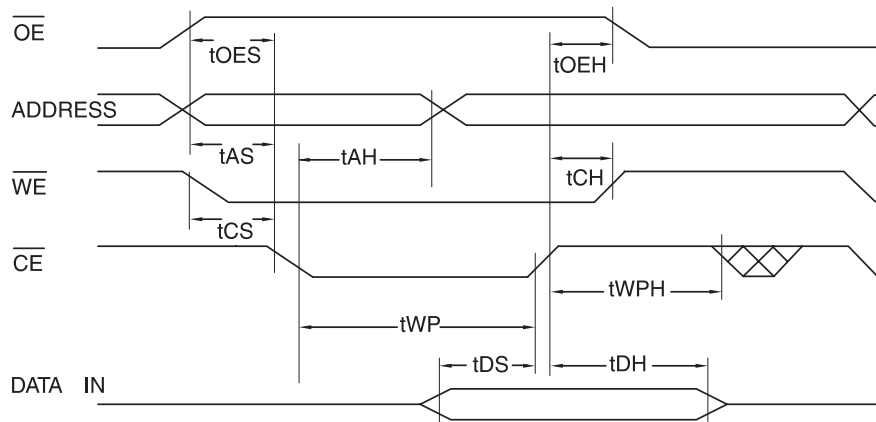 OE
tOES
tOEH
ADDRESS
tAS
tAH
tCH
WE
tCS
CE
tWPH
tWP
tDS
tDH
DATA IN